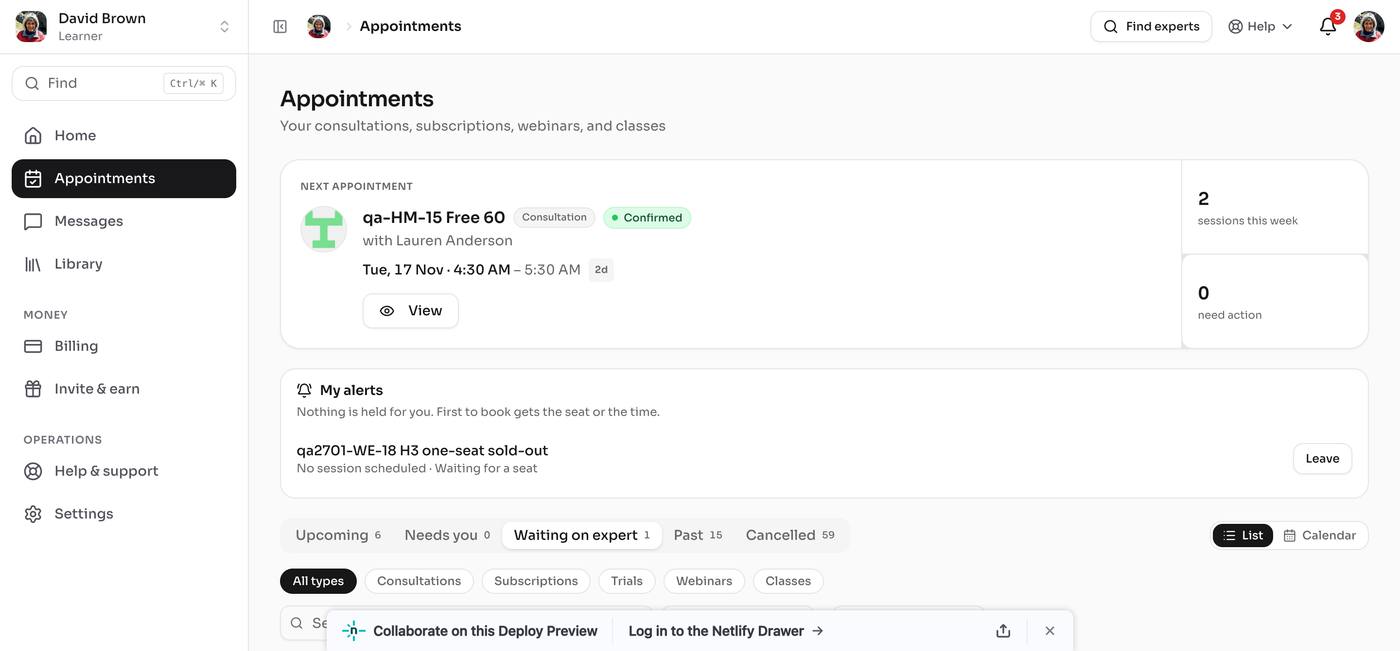 David Brown
Learner
Appointments
Find experts
Help
3
Find
Ctrl/⌘ K
Home
Appointments
Messages
Library
MONEY
Billing
Invite & earn
OPERATIONS
Help & support
Settings
Appointments
Your consultations, subscriptions, webinars, and classes
NEXT APPOINTMENT
qa-HM-15 Free 60 Consultation Confirmed
with Lauren Anderson
Tue, 17 Nov · 4:30 AM – 5:30 AM 2d
View
2
sessions this week
0
need action
My alerts
Nothing is held for you. First to book gets the seat or the time.
qa2701-WE-18 H3 one-seat sold-out
No session scheduled · Waiting for a seat
Leave
Upcoming 6 Needs you 0 Waiting on expert 1 Past 15 Cancelled 59
List Calendar
All types Consultations Subscriptions Trials Webinars Classes
Collaborate on this Deploy Preview Log in to the Netlify Drawer →